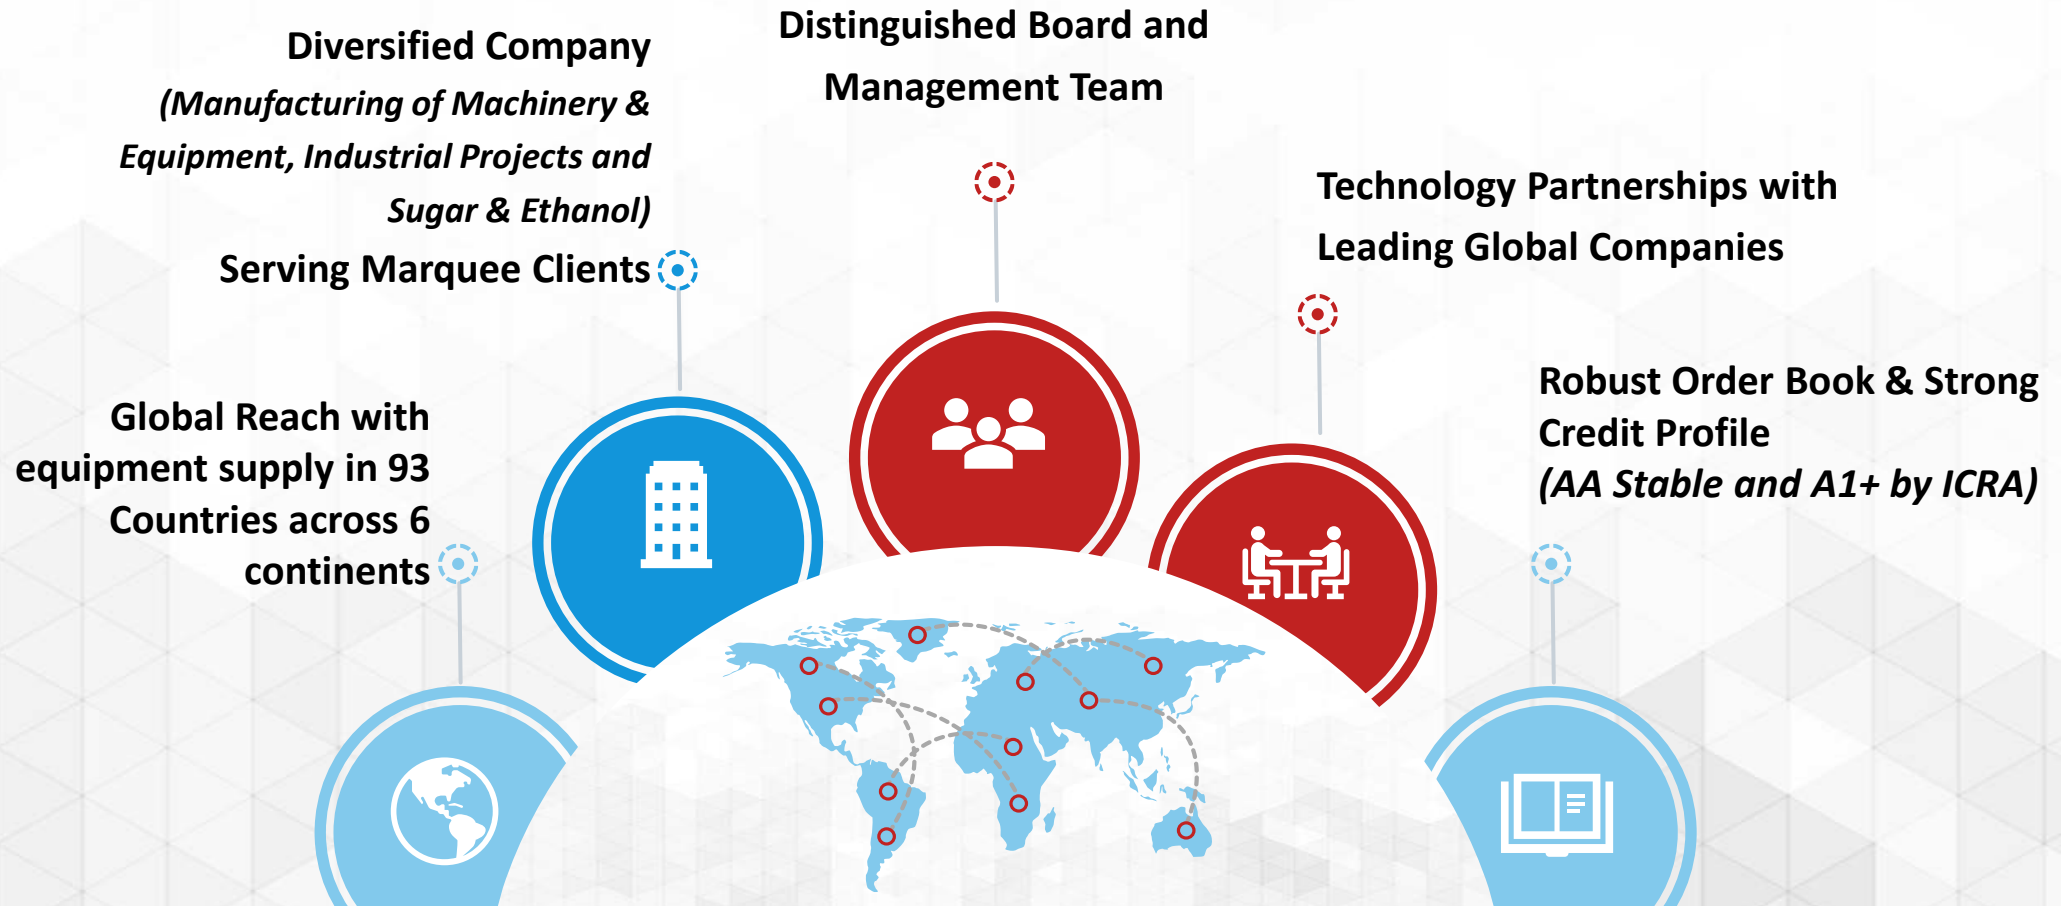 Distinguished Board and
Management Team
Diversified Company
(Manufacturing of Machinery &
Equipment, Industrial Projects and
Sugar & Ethanol)
Serving Marquee Clients
Technology Partnerships with
Leading Global Companies
Global Reach with
equipment supply in 93
Countries across 6
continents
Robust Order Book & Strong
Credit Profile
(AA Stable and A1+ by ICRA)